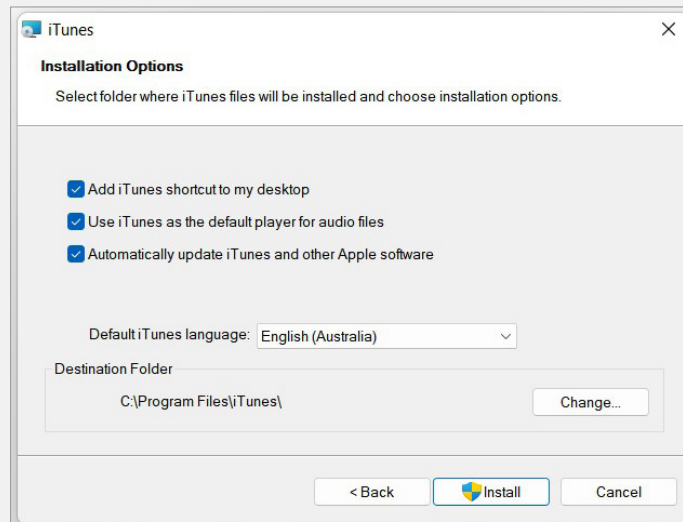 iTunes
Installation Options
Select folder where iTunes files will be installed and choose installation options.
Add iTunes shortcut to my desktop
Use iTunes as the default player for audio files
Automatically update iTunes and other Apple software
Default iTunes language: English (Australia)
Destination Folder
C:\Program Files\iTunes\ Change...
< Back Install Cancel